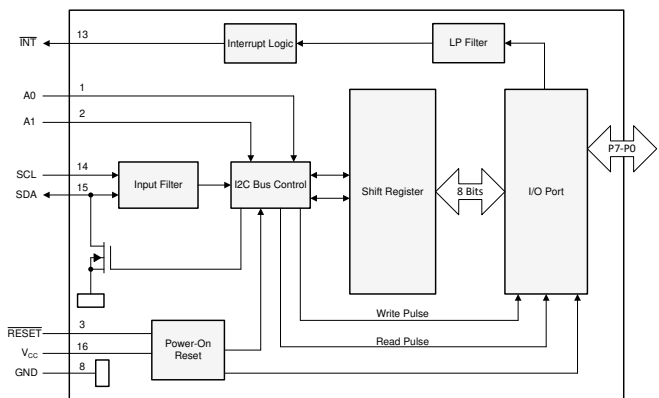 INT
13
Interrupt Logic
LP Filter
A0
1
A1
2
SCL
14
SDA
15
Input Filter
I2C Bus Control
Shift Register
8 Bits
I/O Port
P7-P0
Write Pulse
Read Pulse
RESET
3
VCC
16
GND
8
Power-On
Reset